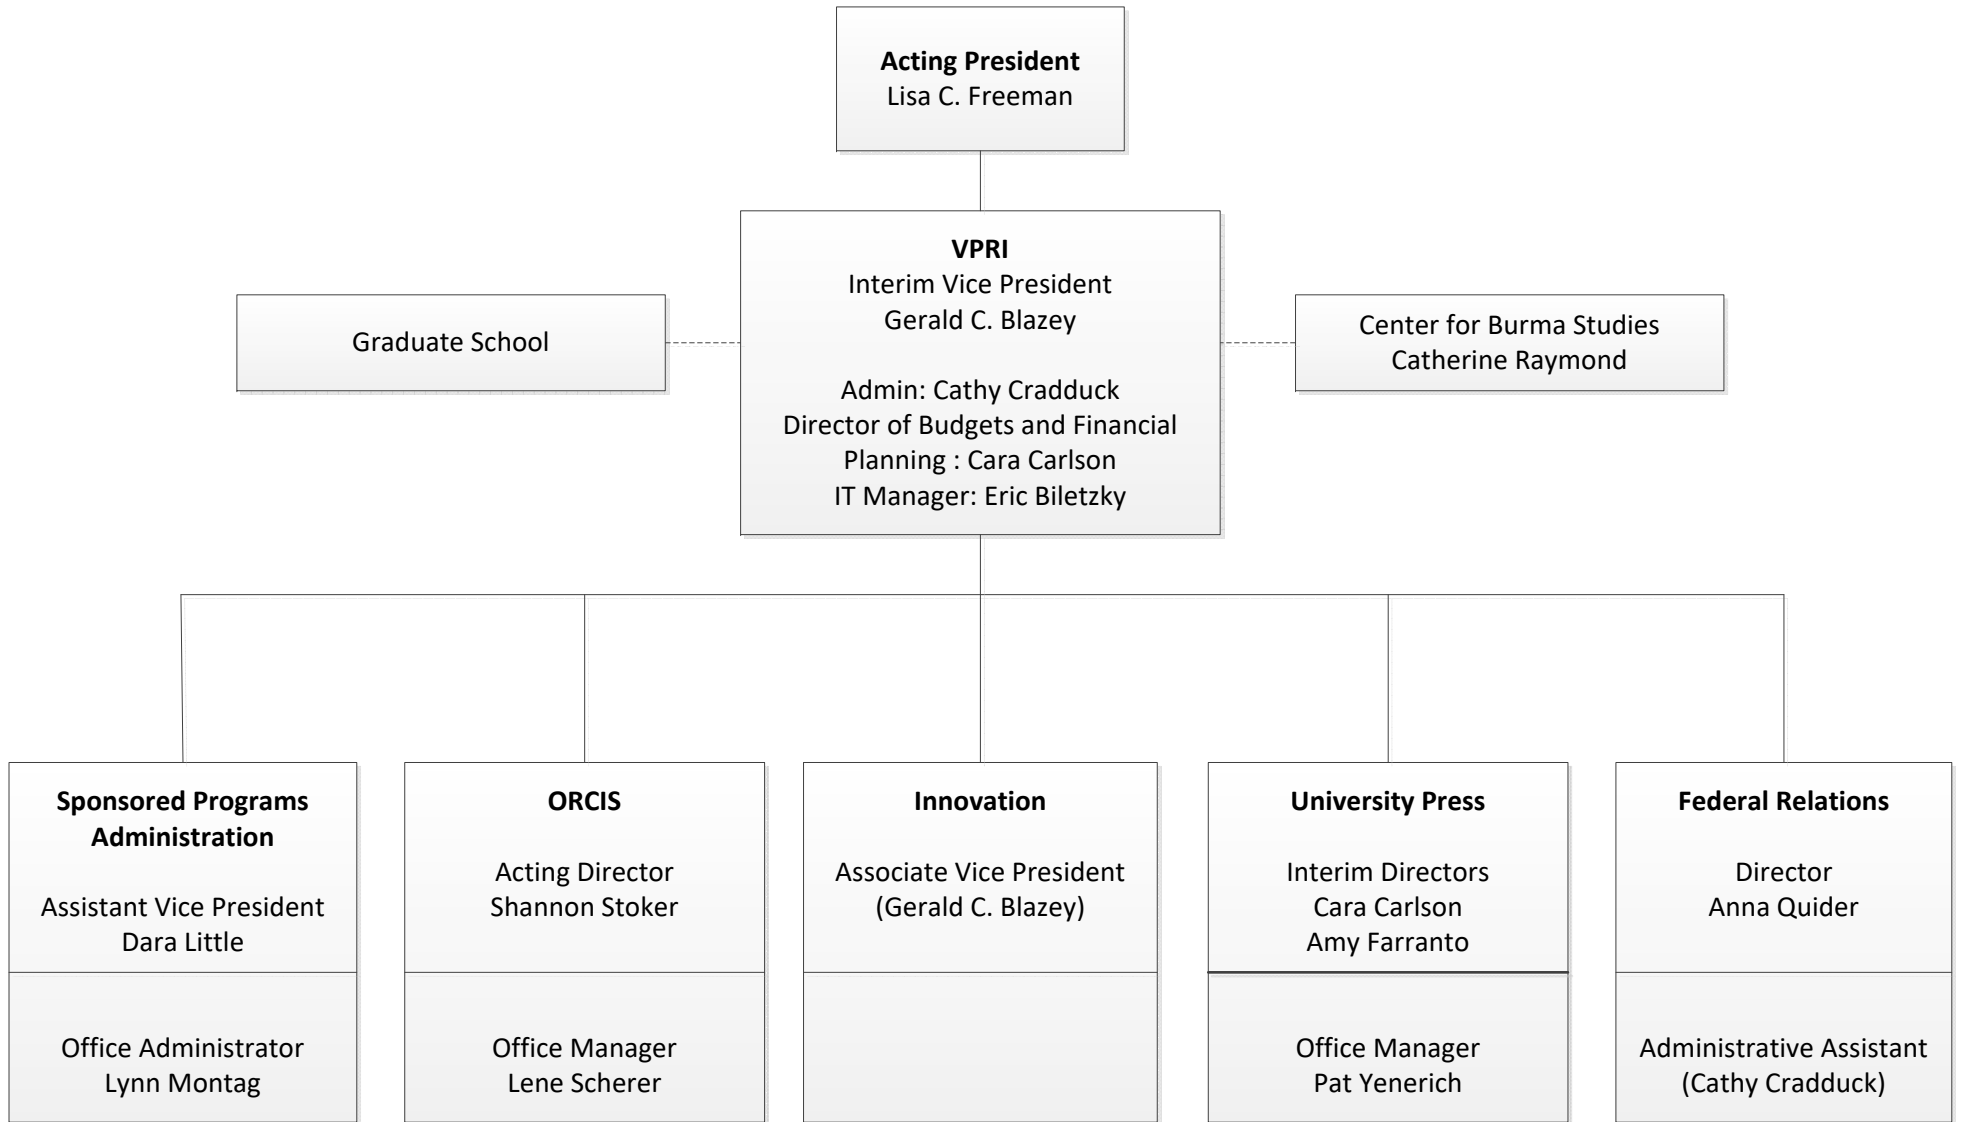 Acting President
Lisa C. Freeman
VPRI
Interim Vice President
Gerald C. Blazey
Admin: Cathy Cradduck
Director of Budgets and Financial
Planning : Cara Carlson
IT Manager: Eric Biletzky
Graduate School
Center for Burma Studies
Catherine Raymond
Sponsored Programs
Administration
Assistant Vice President
Dara Little
Office Administrator
Lynn Montag
ORCIS
Acting Director
Shannon Stoker
Office Manager
Lene Scherer
Innovation
Associate Vice President
(Gerald C. Blazey)
University Press
Interim Directors
Cara Carlson
Amy Farranto
Office Manager
Pat Yenerich
Federal Relations
Director
Anna Quider
Administrative Assistant
(Cathy Cradduck)